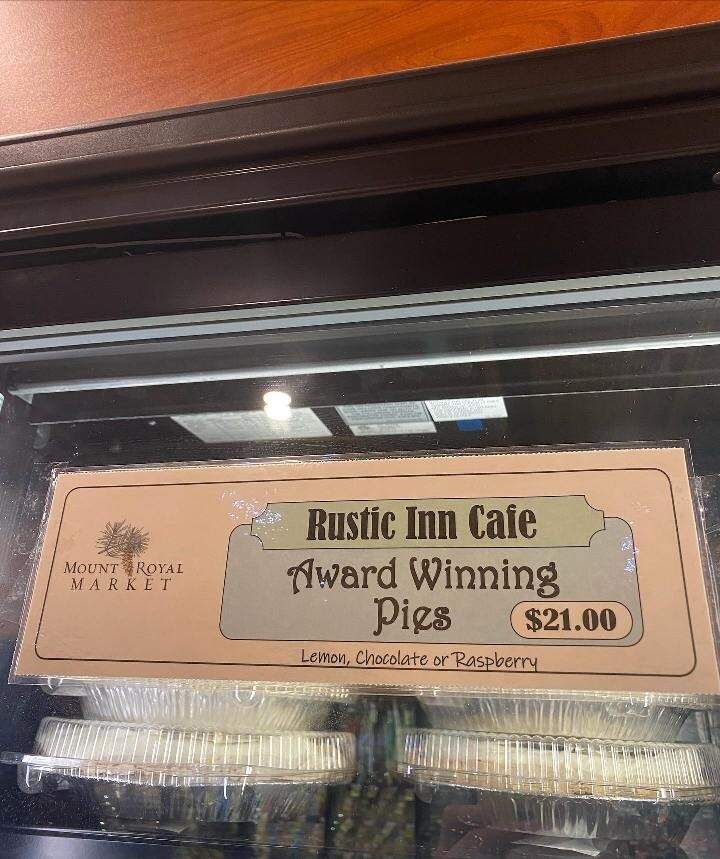 Rustic Inn Cafe
MOUNT ROYAL
MARKET
Award Winning
Pies
$21.00
Lemon, Chocolate or Raspberry